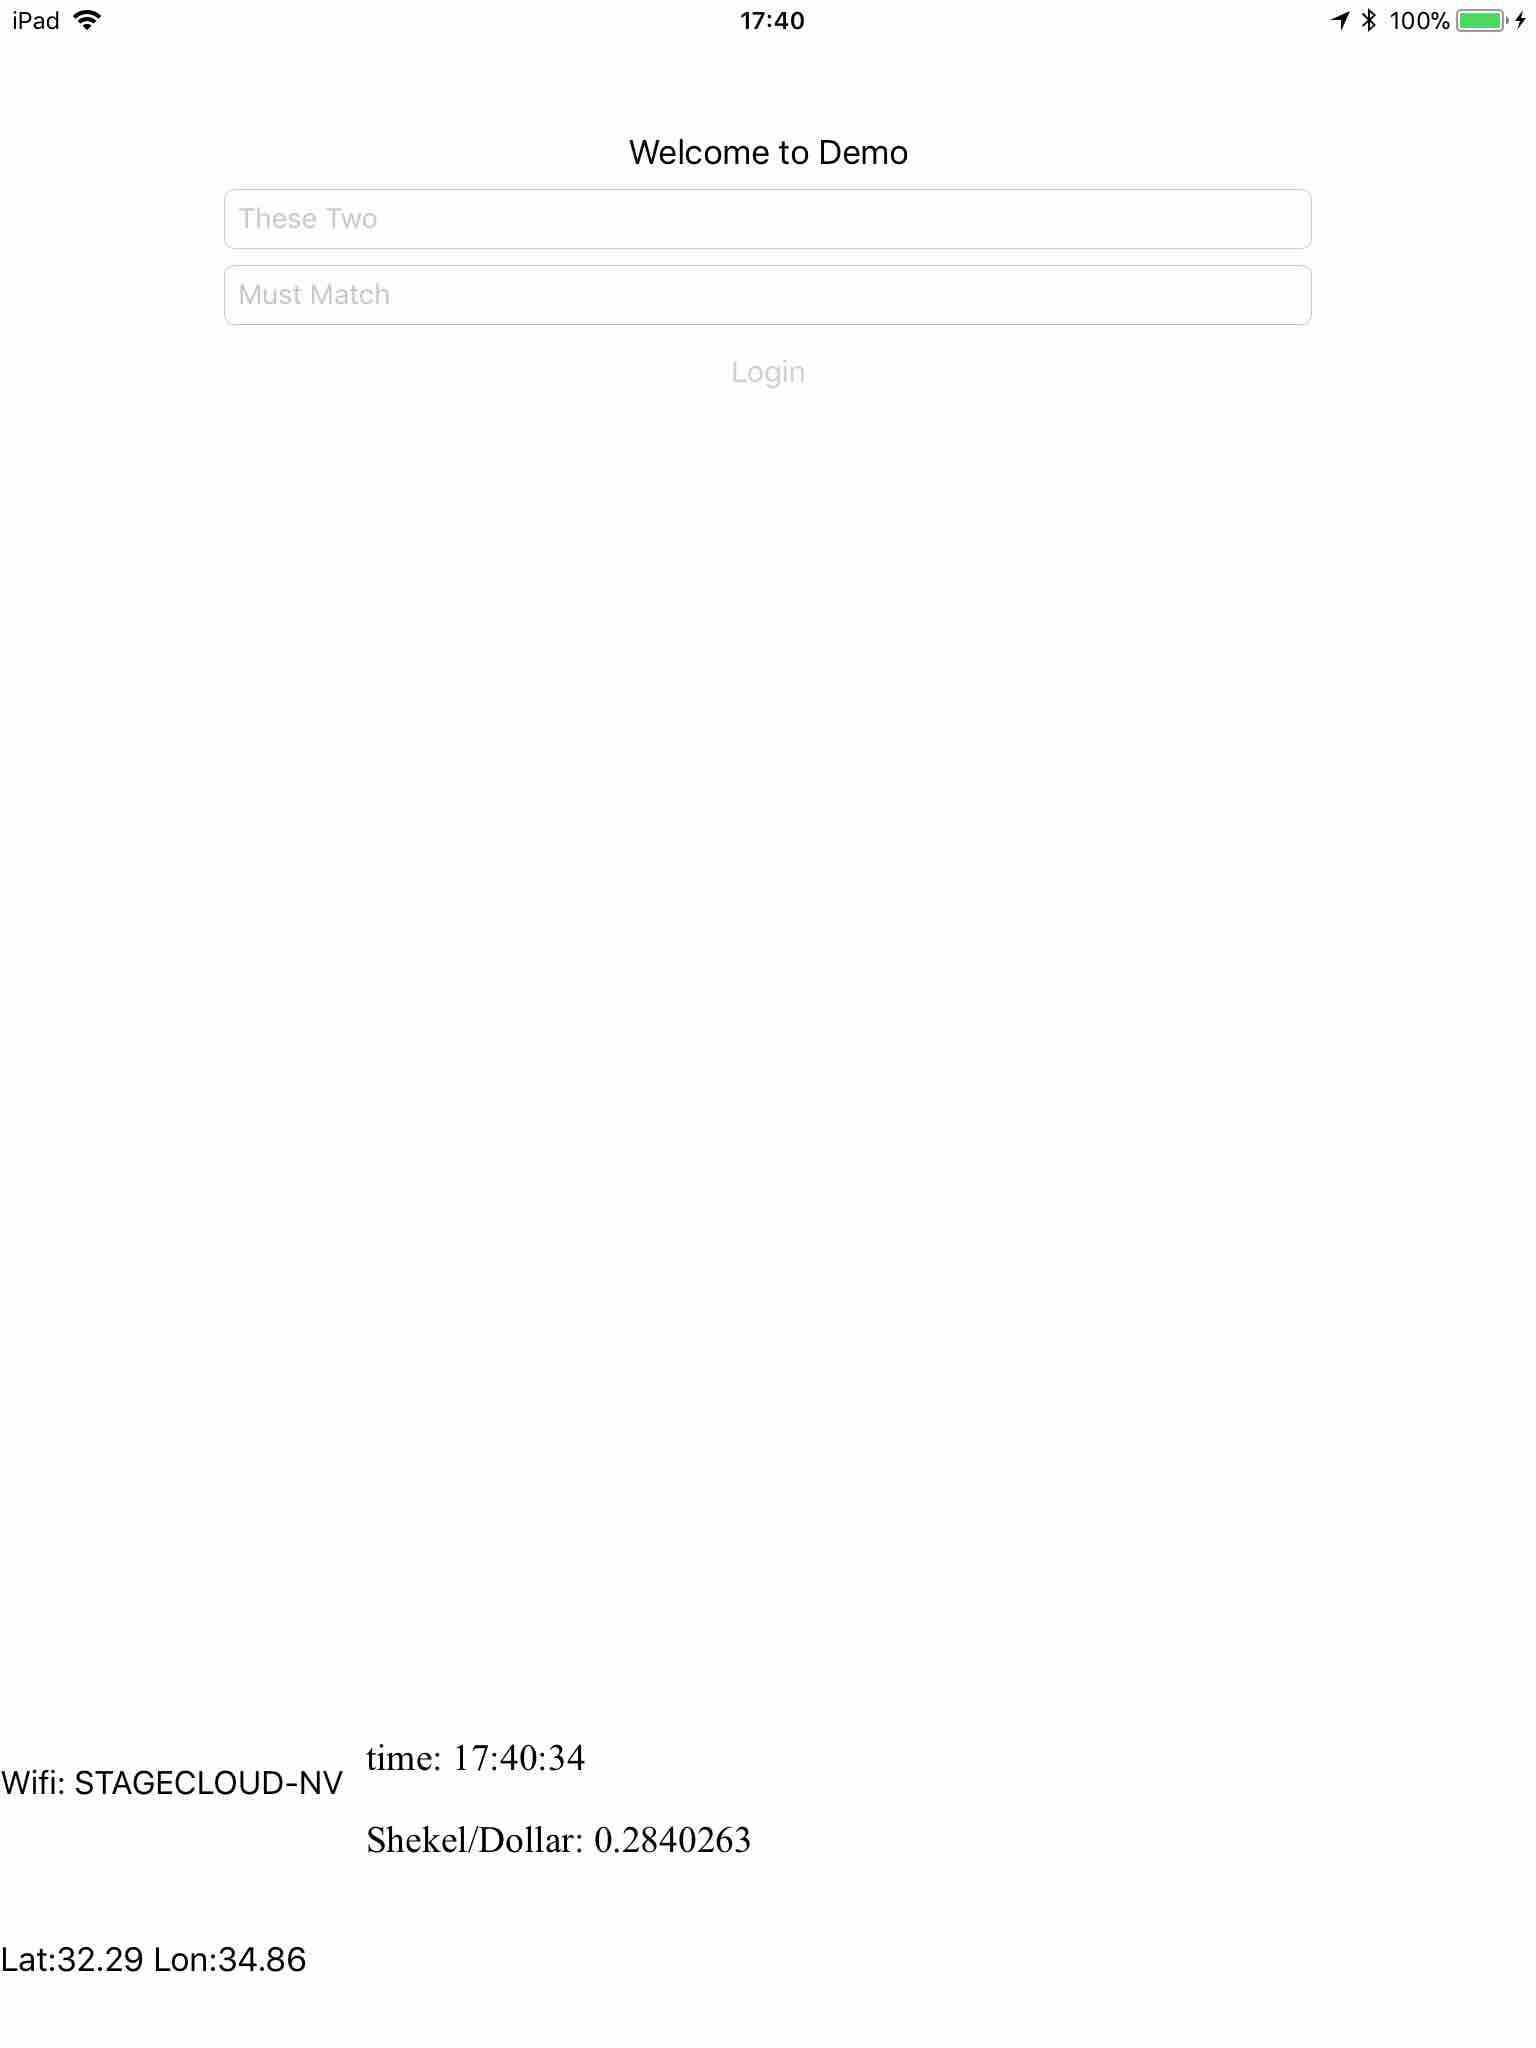 iPad 17:40 100%
Welcome to Demo
These Two
Must Match
Login
time: 17:40:34
Wifi: STAGECLOUD-NV
Shekel/Dollar: 0.2840263
Lat:32.29 Lon:34.86